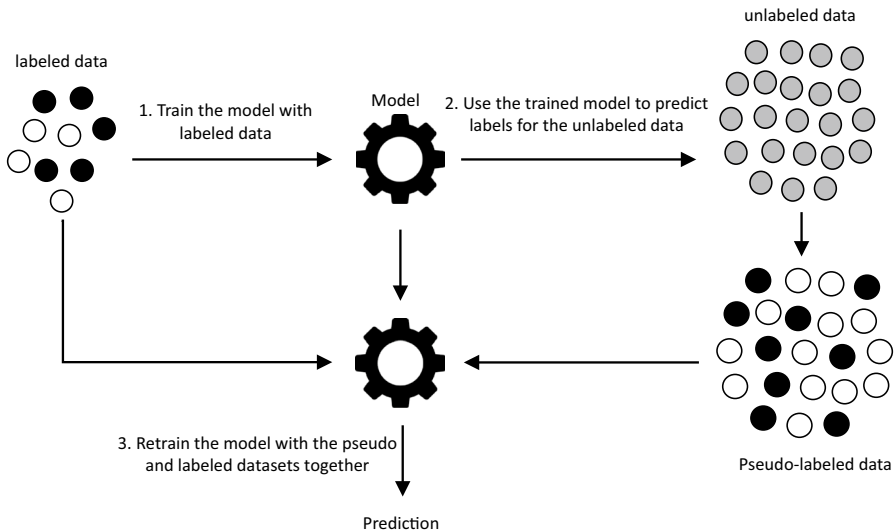 unlabeled data
labeled data
1. Train the model with
labeled data
Model
2. Use the trained model to predict
labels for the unlabeled data
3. Retrain the model with the pseudo
and labeled datasets together
Pseudo-labeled data
Prediction